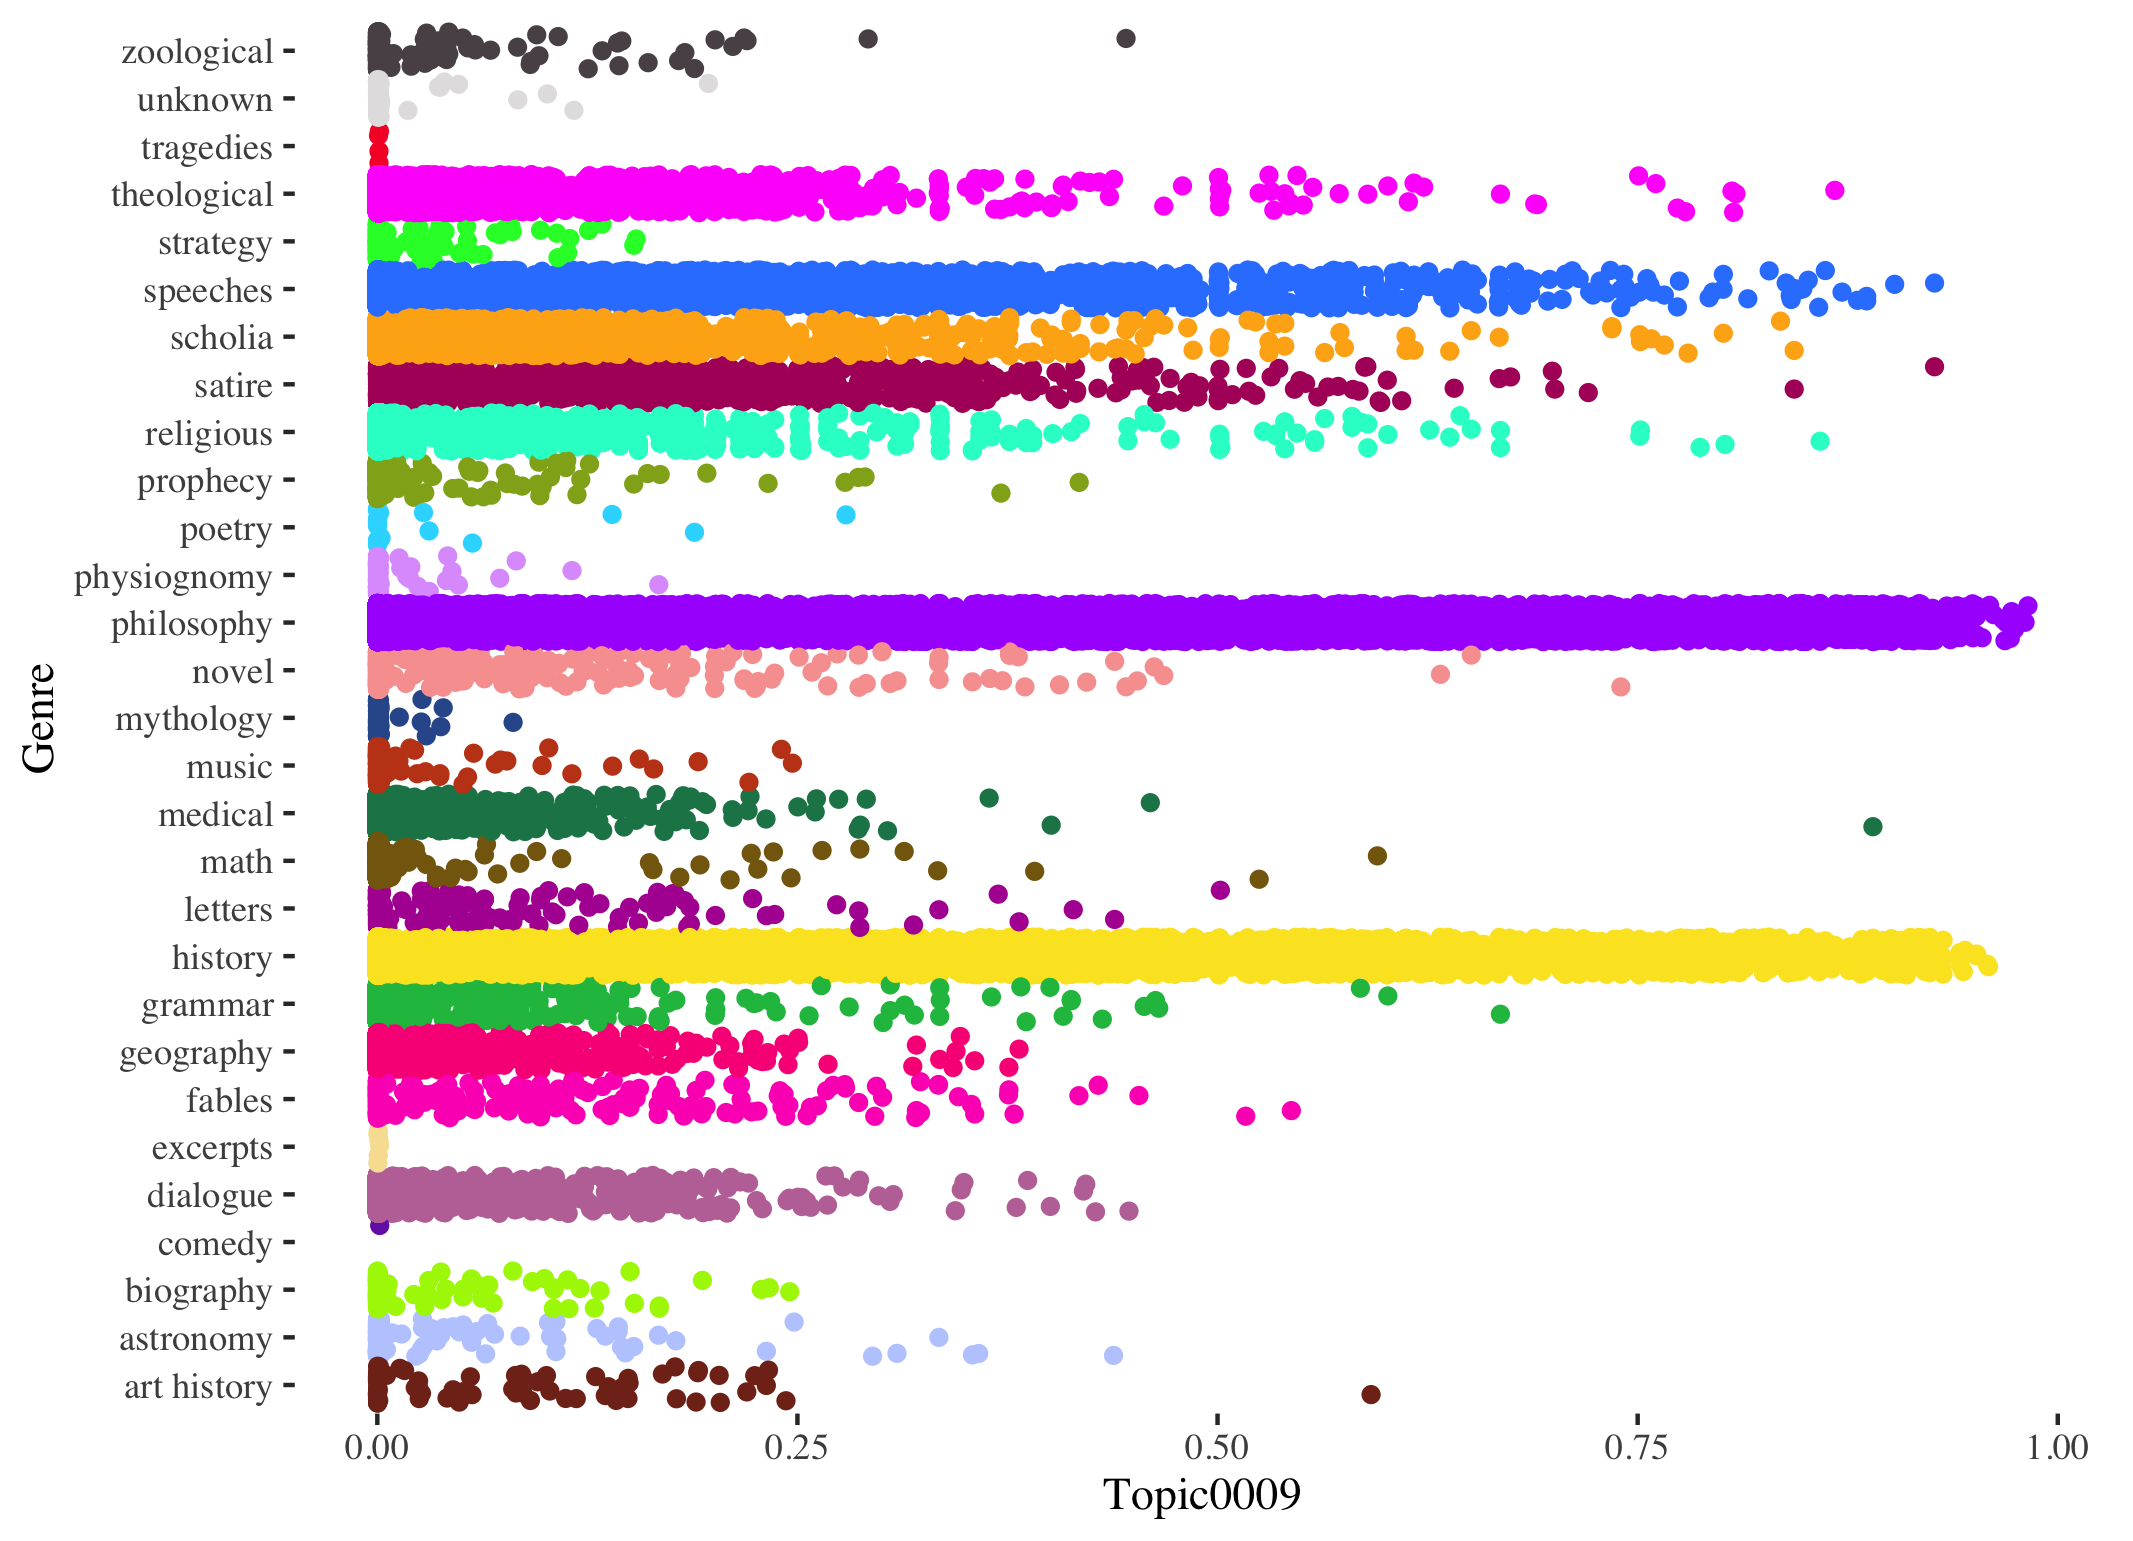 Genre
zoological
unknown
tragedies
theological
strategy
speeches
scholia
satire
religious
prophecy
poetry
physiognomy
philosophy
novel
mythology
music
medical
math
letters
history
grammar
geography
fables
excerpts
dialogue
comedy
biography
astronomy
art history
0.00 0.25 0.50 0.75 1.00
Topic0009